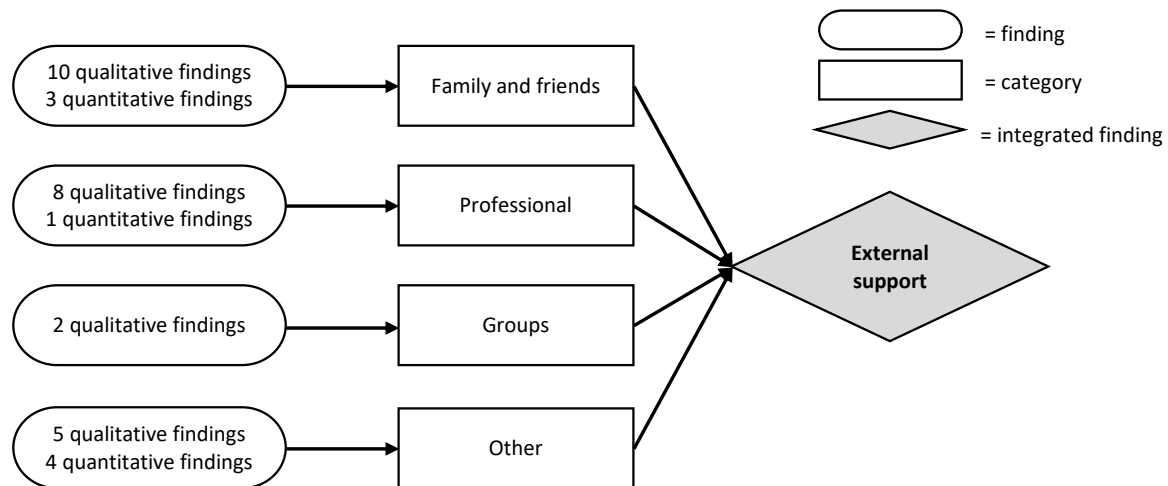 10 qualitative findings
3 quantitative findings
Family and friends
8 qualitative findings
1 quantitative findings
Professional
2 qualitative findings
Groups
5 qualitative findings
4 quantitative findings
Other
External
support
= finding
= category
= integrated finding